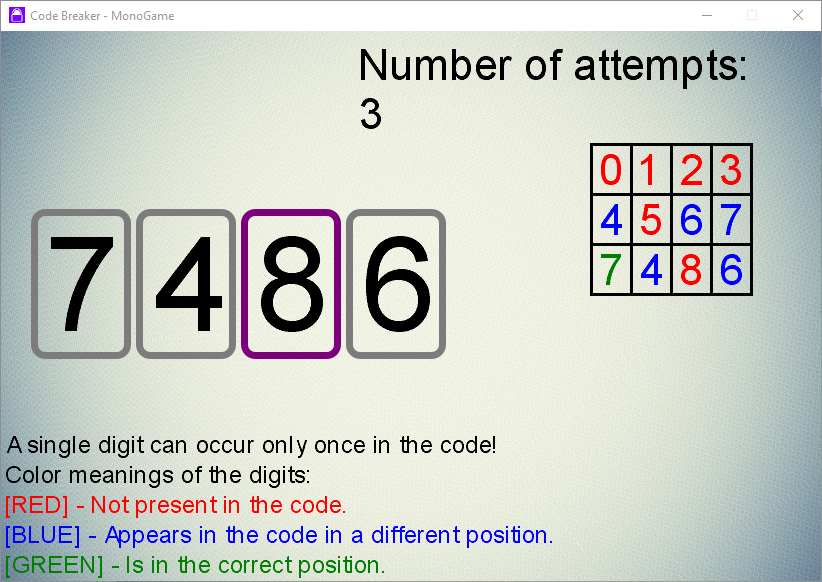 Code Breaker - MonoGame
Number of attempts:
3
0 1 2 3
4 5 6 7
7 4 8 6
7 4 8 6
A single digit can occur only once in the code!
Color meanings of the digits:
[RED] - Not present in the code.
[BLUE] - Appears in the code in a different position.
[GREEN] - Is in the correct position.